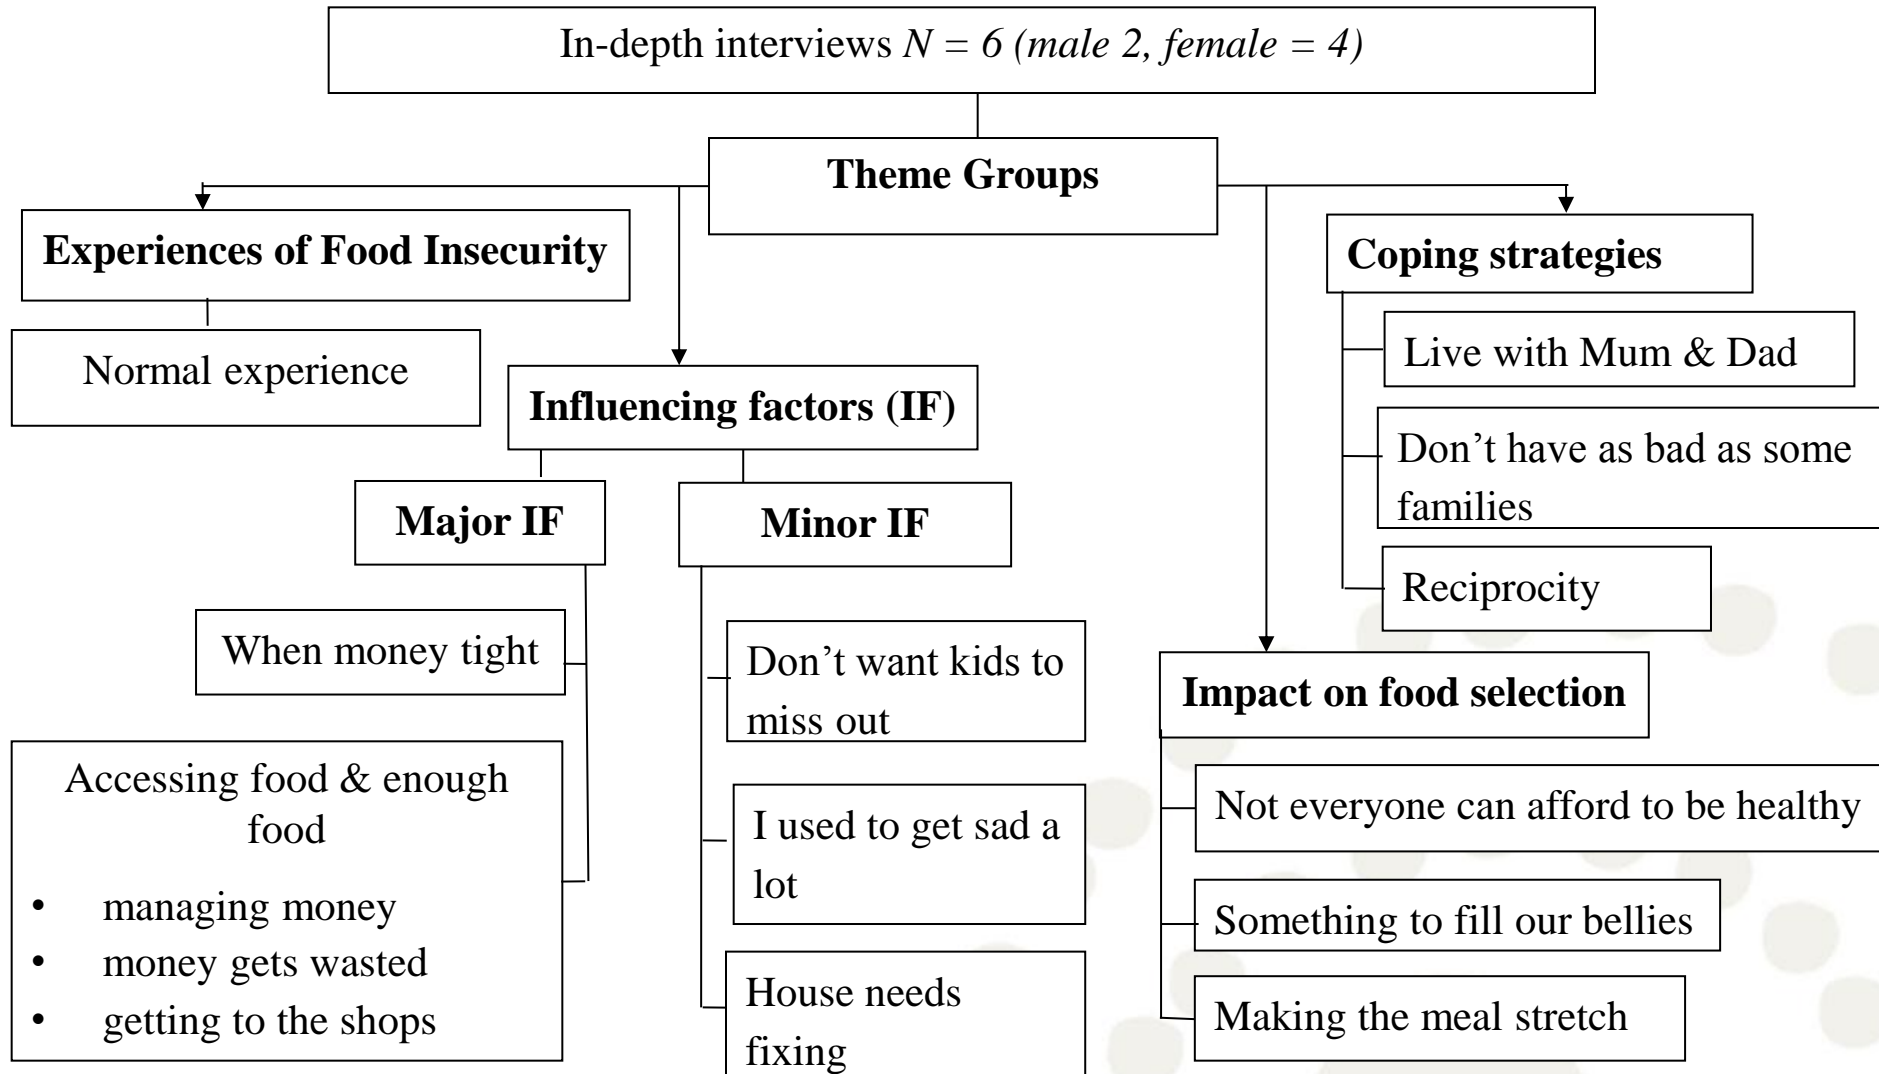 In-depth interviews N = 6 (male 2, female = 4)
Theme Groups
Experiences of Food Insecurity
Normal experience
Influencing factors (IF)
Major IF
When money tight
Accessing food & enough
food
• managing money
• money gets wasted
• getting to the shops
Minor IF
Don’t want kids to
miss out
I used to get sad a
lot
House needs
fixing
Coping strategies
Live with Mum & Dad
Don’t have as bad as some
families
Reciprocity
Impact on food selection
Not everyone can afford to be healthy
Something to fill our bellies
Making the meal stretch